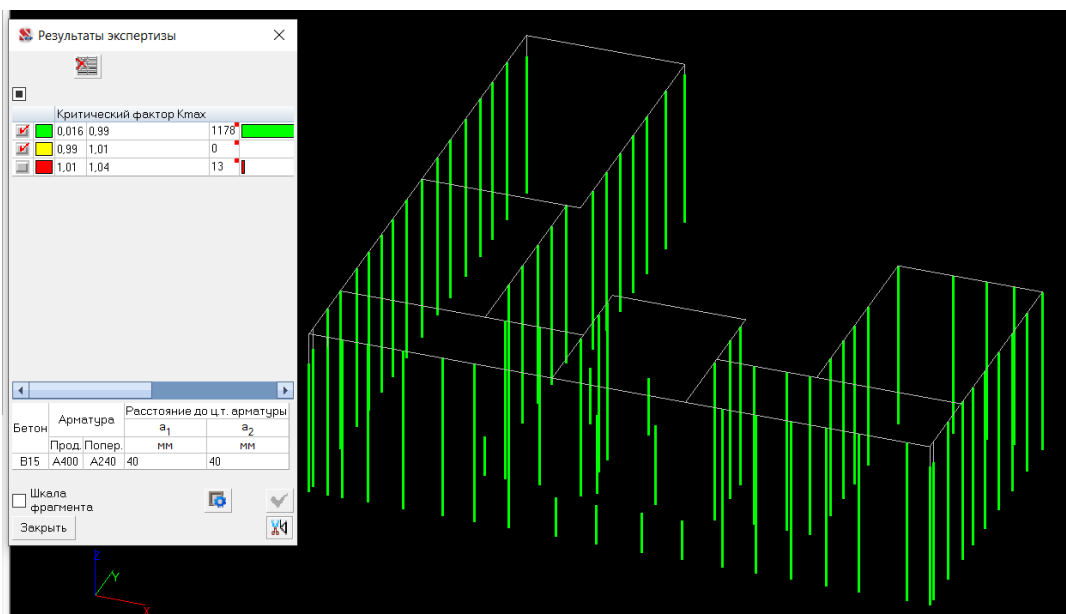 Результаты экспертизы
Критический фактор Kmax
0,016 0,99 1178
0,99 1,01 0
1,01 1,04 13
Бетон Арматура Расстояние до ц.т. арматуры
a1 a2
Прод. Попер. мм мм
B15 A400 A240 40 40
Шкала
фрагмента
Закрыть
Z
Y
X